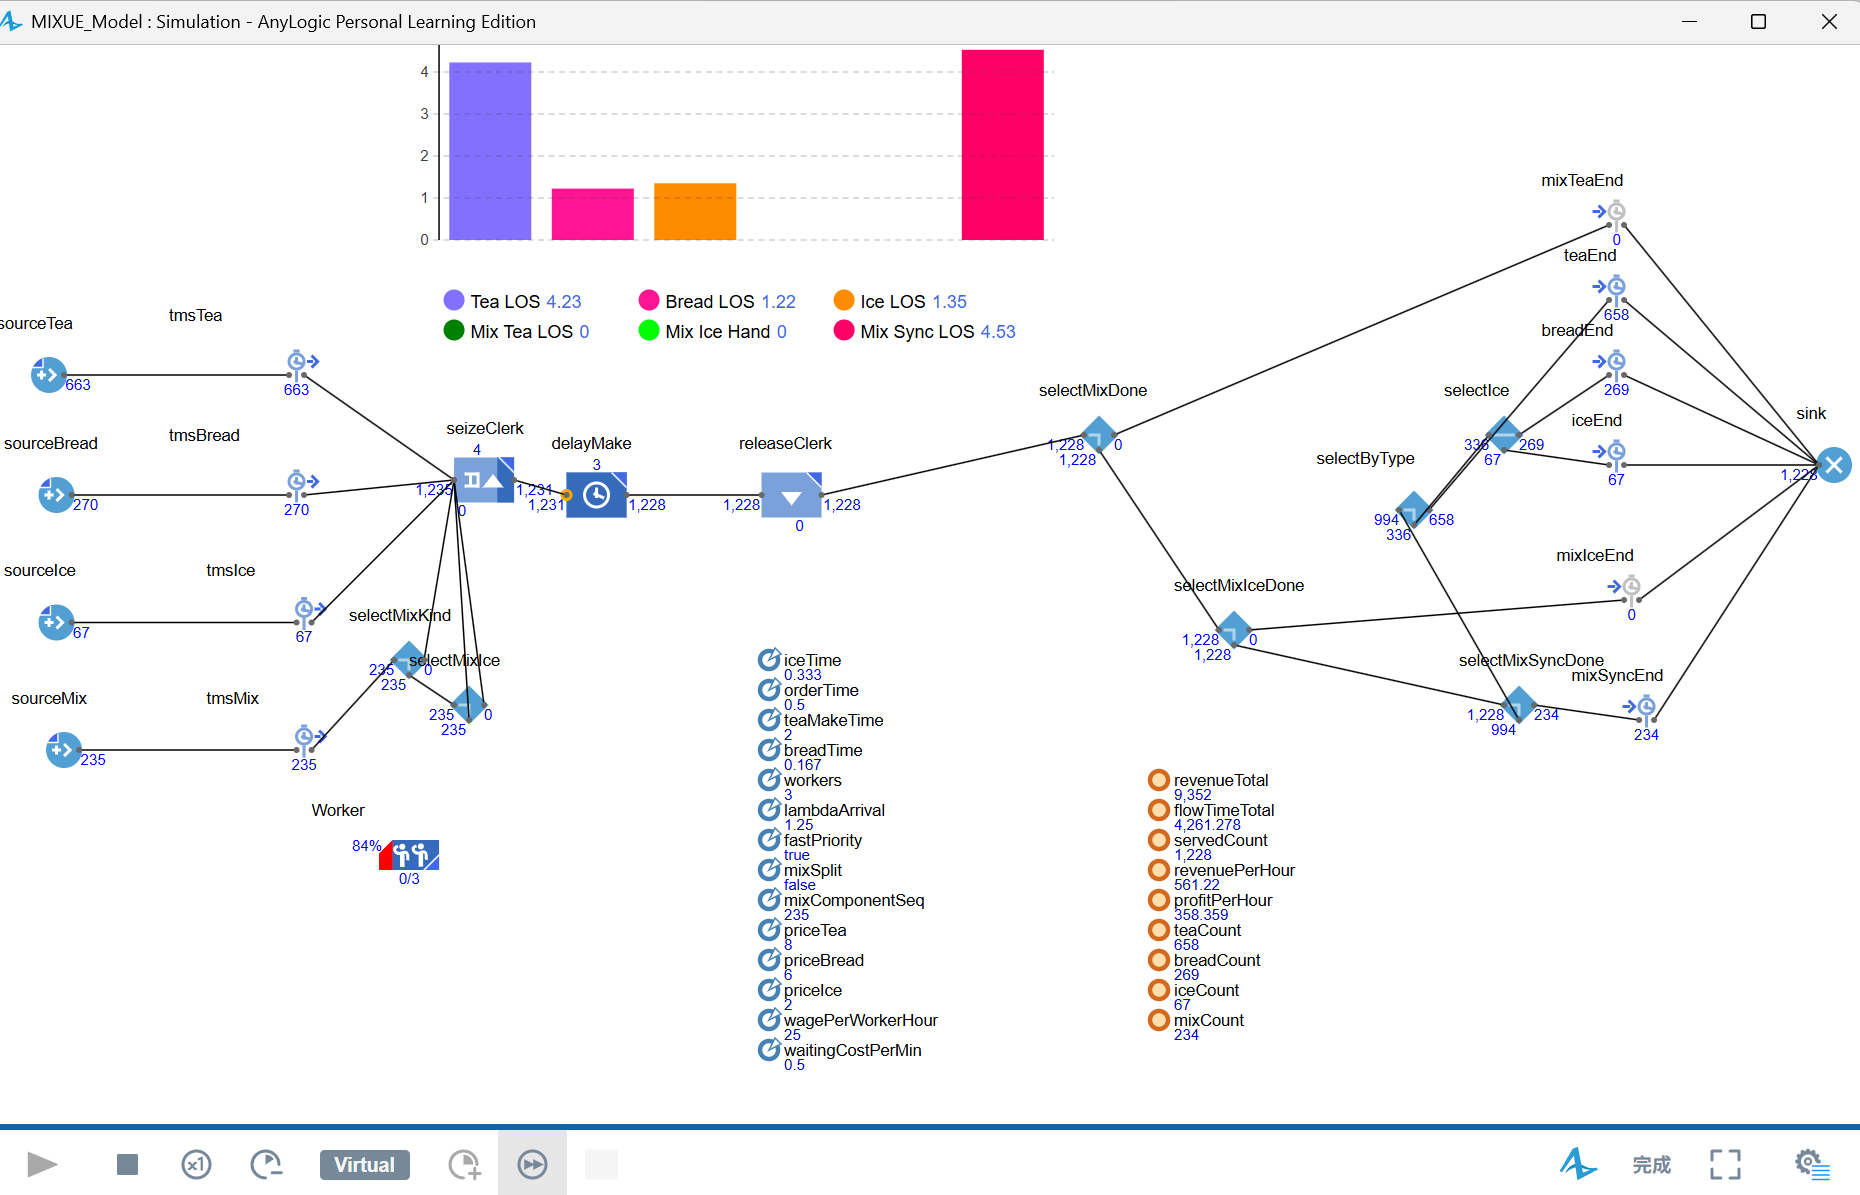 MIXUE_Model : Simulation - AnyLogic Personal Learning Edition
4
3
2
1
0
Tea LOS 4.23
Bread LOS 1.22
Ice LOS 1.35
Mix Tea LOS 0
Mix Ice Hand 0
Mix Sync LOS 4.53
sourceTea
663
tmsTea
663
sourceBread
270
tmsBread
270
sourceIce
67
tmsIce
67
sourceMix
235
tmsMix
235
selectMixKind
235
0
235
selectMixIce
235
0
235
seizeClerk
4
1,235
1,231
0
delayMake
3
1,231
1,228
releaseClerk
1,228
1,228
0
selectMixDone
1,228
0
1,228
selectMixIceDone
1,228
0
1,228
selectMixSyncDone
1,228
234
994
selectByType
994
658
336
selectIce
336
269
67
mixTeaEnd
0
teaEnd
658
breadEnd
269
iceEnd
67
mixIceEnd
0
mixSyncEnd
234
sink
1,228
Worker
84%
0/3
iceTime
0.333
orderTime
0.5
teaMakeTime
2
breadTime
0.167
workers
3
lambdaArrival
1.25
fastPriority
true
mixSplit
false
mixComponentSeq
235
priceTea
8
priceBread
6
priceIce
2
wagePerWorkerHour
25
waitingCostPerMin
0.5
revenueTotal
9,352
flowTimeTotal
4,261.278
servedCount
1,228
revenuePerHour
561.22
profitPerHour
358.359
teaCount
658
breadCount
269
iceCount
67
mixCount
234
x1
Virtual
完成